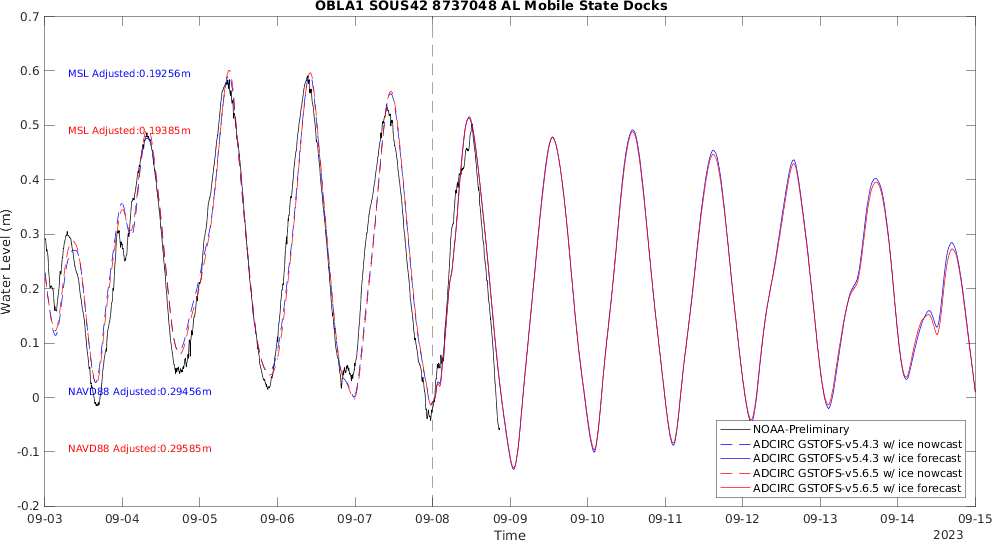 OBLA1 SOUS42 8737048 AL Mobile State Docks
0.7
0.6
0.5
0.4
0.3
0.2
0.1
0
-0.1
-0.2
Water Level (m)
MSL Adjusted:0.19256m
MSL Adjusted:0.19385m
NAVD88 Adjusted:0.29456m
NAVD88 Adjusted:0.29585m
NOAA-Preliminary
ADCIRC GSTOFS-v5.4.3 w/ ice nowcast
ADCIRC GSTOFS-v5.4.3 w/ ice forecast
ADCIRC GSTOFS-v5.6.5 w/ ice nowcast
ADCIRC GSTOFS-v5.6.5 w/ ice forecast
09-03 09-04 09-05 09-06 09-07 09-08 09-09 09-10 09-11 09-12 09-13 09-14 09-15
Time
2023